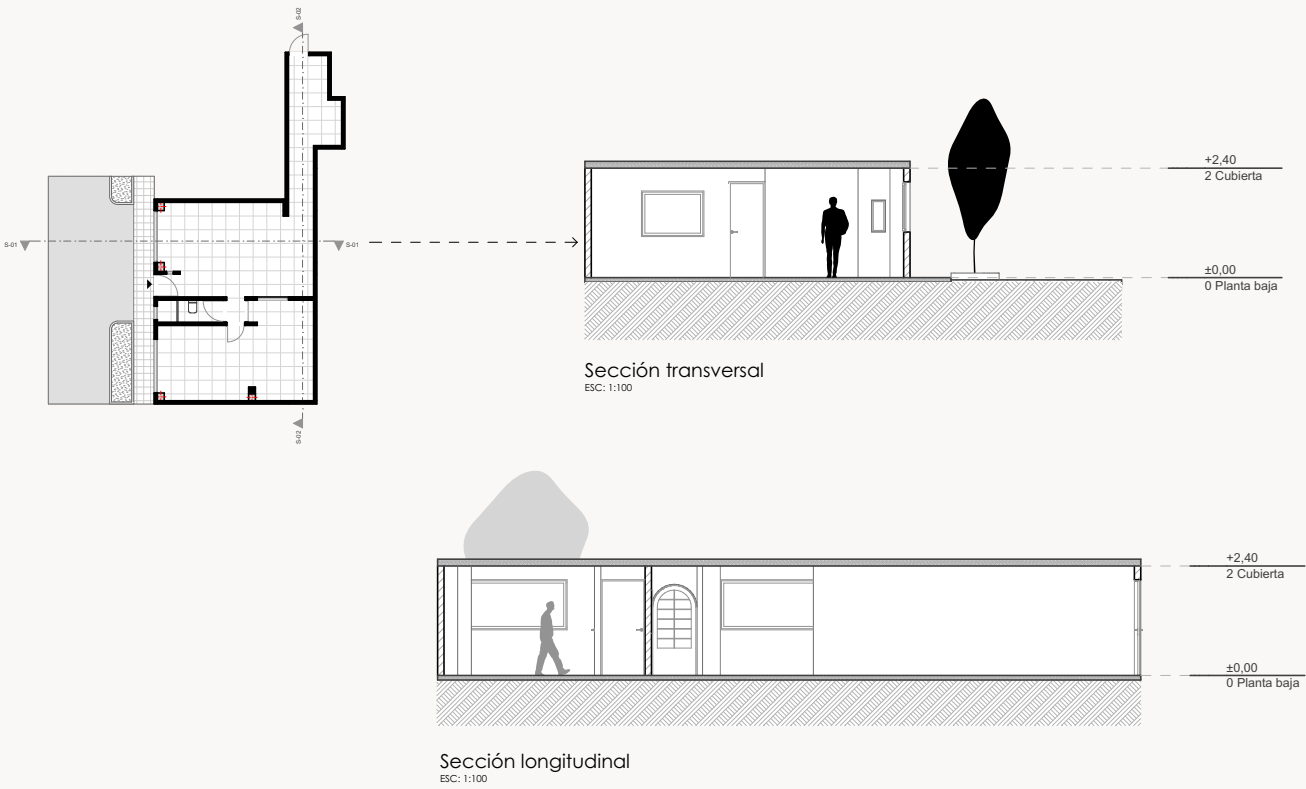 S-02
S-01
S-01
S-02
+2,40
2 Cubierta
±0,00
0 Planta baja
Sección transversal
ESC: 1:100
+2,40
2 Cubierta
±0,00
0 Planta baja
Sección longitudinal
ESC: 1:100